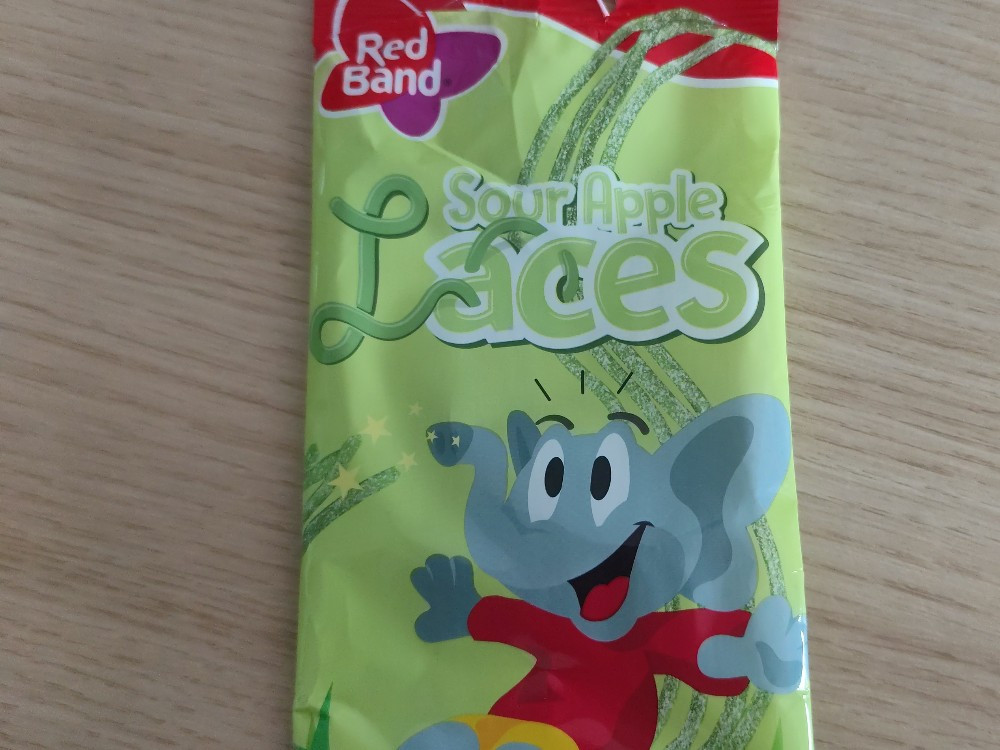 Red
Band
Sour Apple
Laces